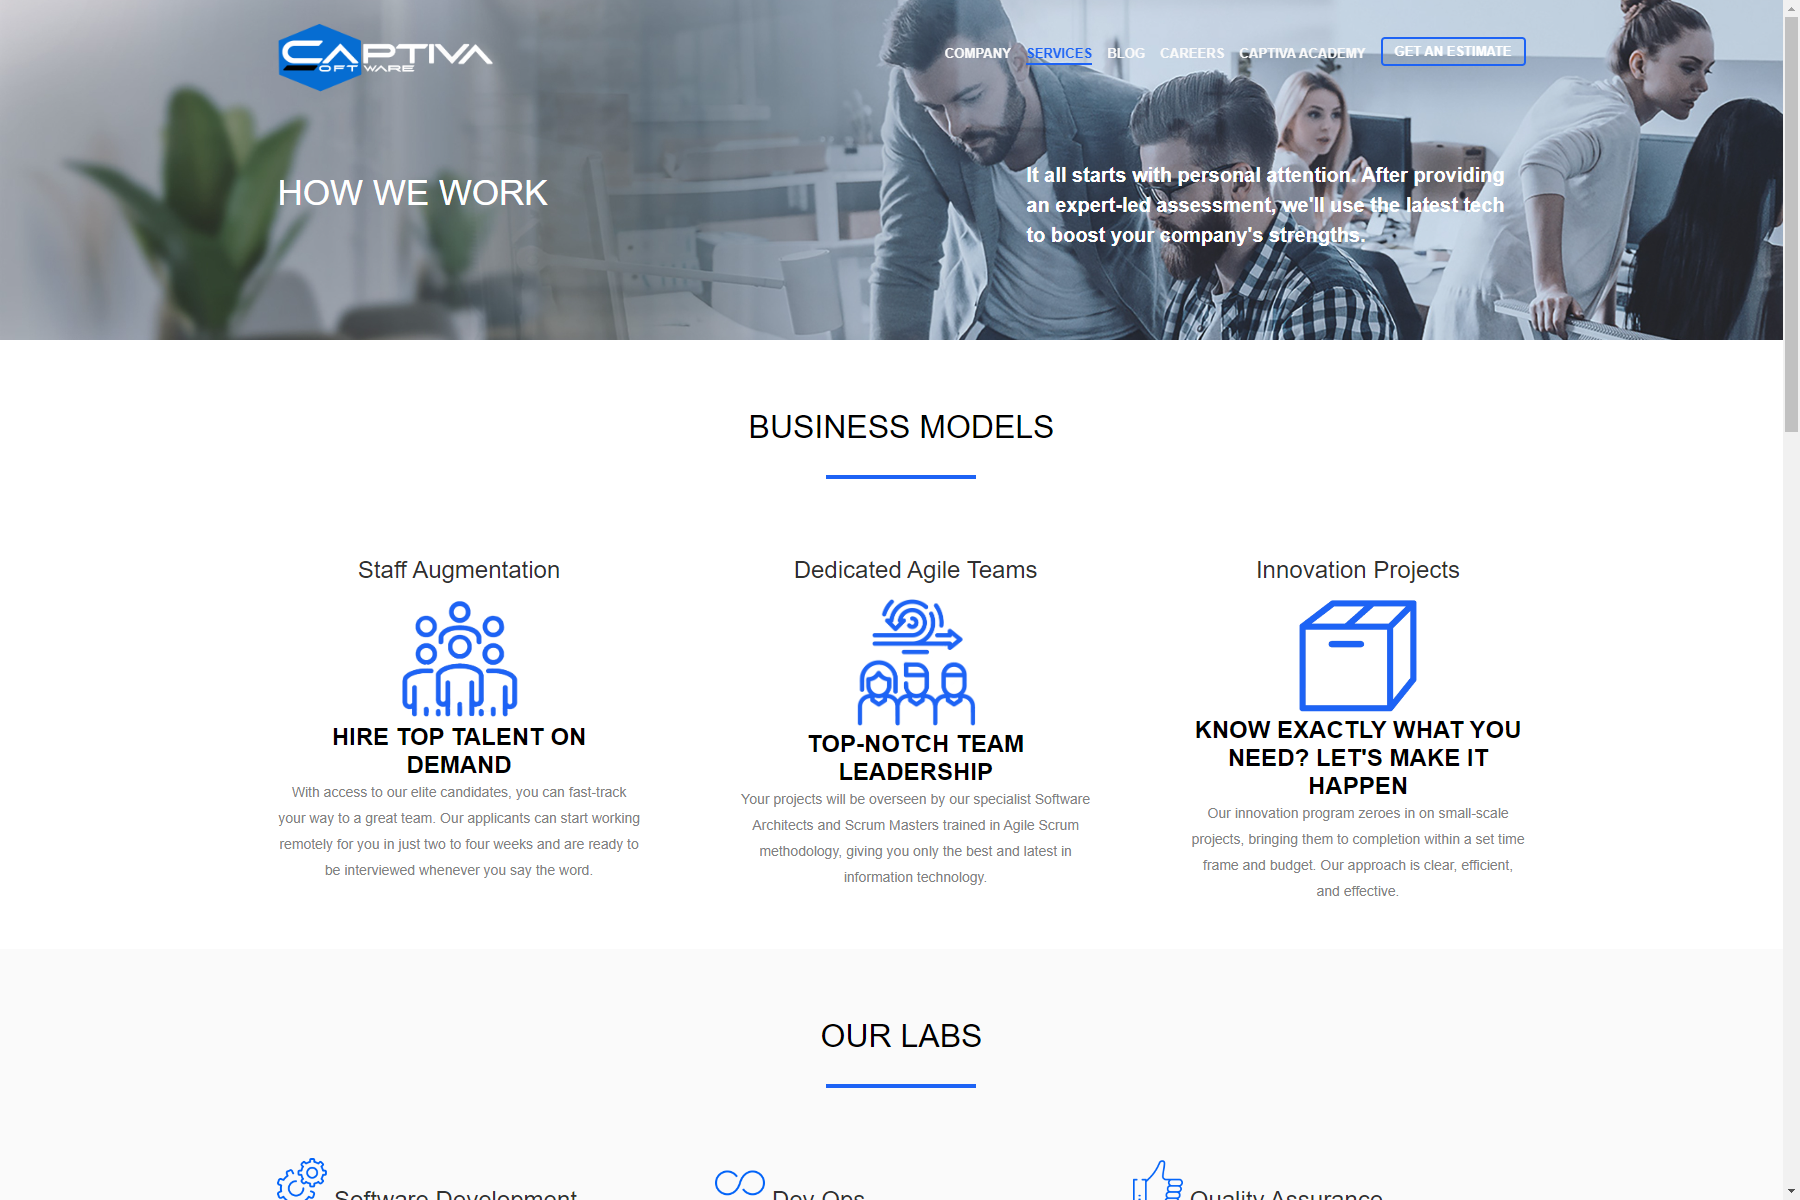 CAPTIVA
SOFTWARE
COMPANY SERVICES BLOG CAREERS CAPTIVA ACADEMY GET AN ESTIMATE
HOW WE WORK
It all starts with personal attention. After providing
an expert-led assessment, we'll use the latest tech
to boost your company's strengths.
BUSINESS MODELS
Staff Augmentation
HIRE TOP TALENT ON
DEMAND
With access to our elite candidates, you can fast-track
your way to a great team. Our applicants can start working
remotely for you in just two to four weeks and are ready to
be interviewed whenever you say the word.
Dedicated Agile Teams
TOP-NOTCH TEAM
LEADERSHIP
Your projects will be overseen by our specialist Software
Architects and Scrum Masters trained in Agile Scrum
methodology, giving you only the best and latest in
information technology.
Innovation Projects
KNOW EXACTLY WHAT YOU
NEED? LET'S MAKE IT
HAPPEN
Our innovation program zeroes in on small-scale
projects, bringing them to completion within a set time
frame and budget. Our approach is clear, efficient,
and effective.
OUR LABS
Software Development
Dev Ops
Quality Assurance